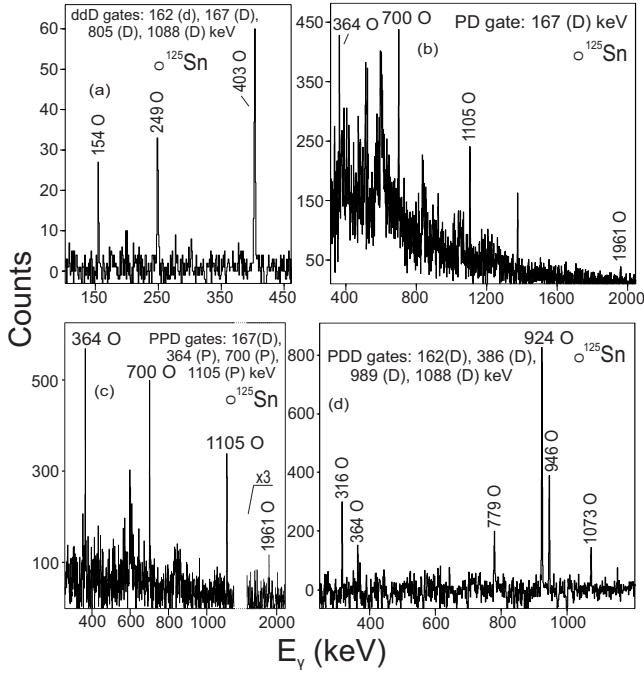 ddD gates: 162 (d), 167 (D),
805 (D), 1088 (D) keV
○ ¹²⁵Sn
(a)
154 O
249 O
403 O
60
50
40
30
20
10
0
150
250
350
450
364 O
700 O
PD gate: 167 (D) keV
(b)
○ ¹²⁵Sn
1105 O
1961 O
450
350
250
150
50
400
800
1200
1600
2000
Counts
364 O
PPD gates: 167(D),
364 (P), 700 (P),
1105 (P) keV
700 O
(c)
○ ¹²⁵Sn
1105 O
x3
1961 O
500
300
100
400
600
800
1000
2000
924 O
PDD gates: 162(D), 386 (D),
989 (D), 1088 (D) keV
○ ¹²⁵Sn
(d)
316 O
364 O
779 O
946 O
1073 O
800
600
400
200
0
400
600
800
1000
Eᵧ (keV)